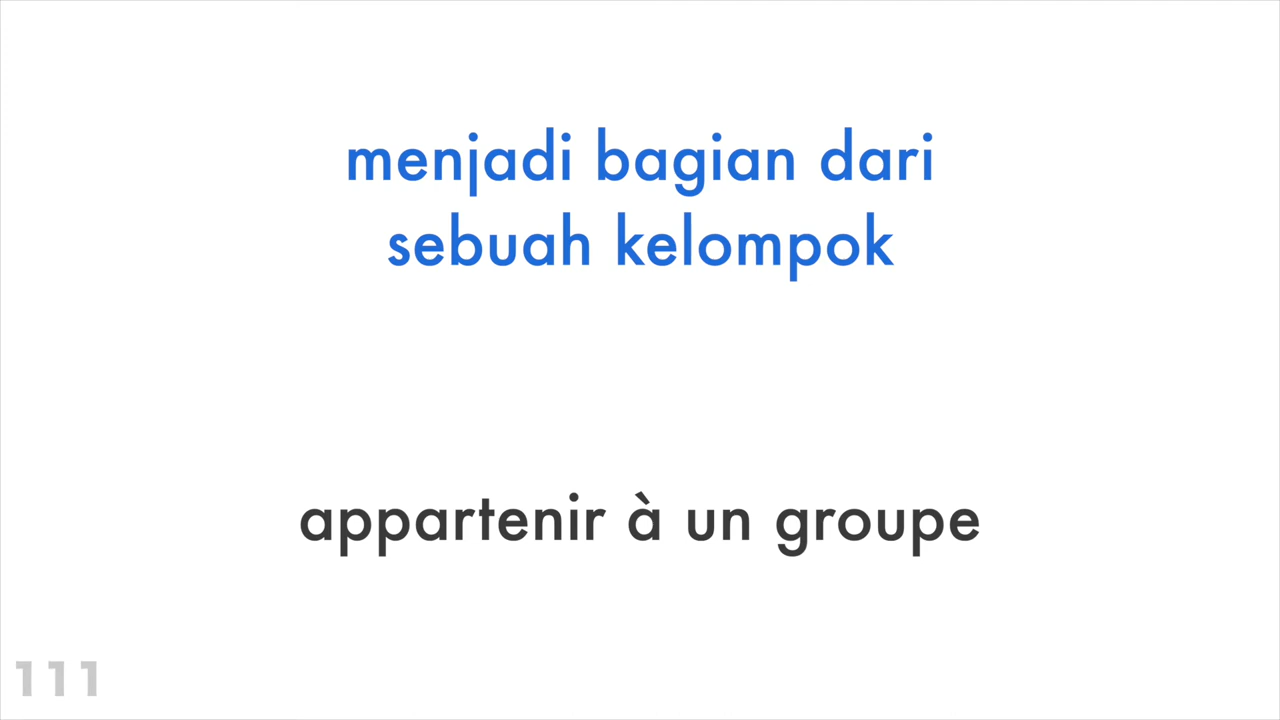 menjadi bagian dari
sebuah kelompok
appartenir à un groupe
111